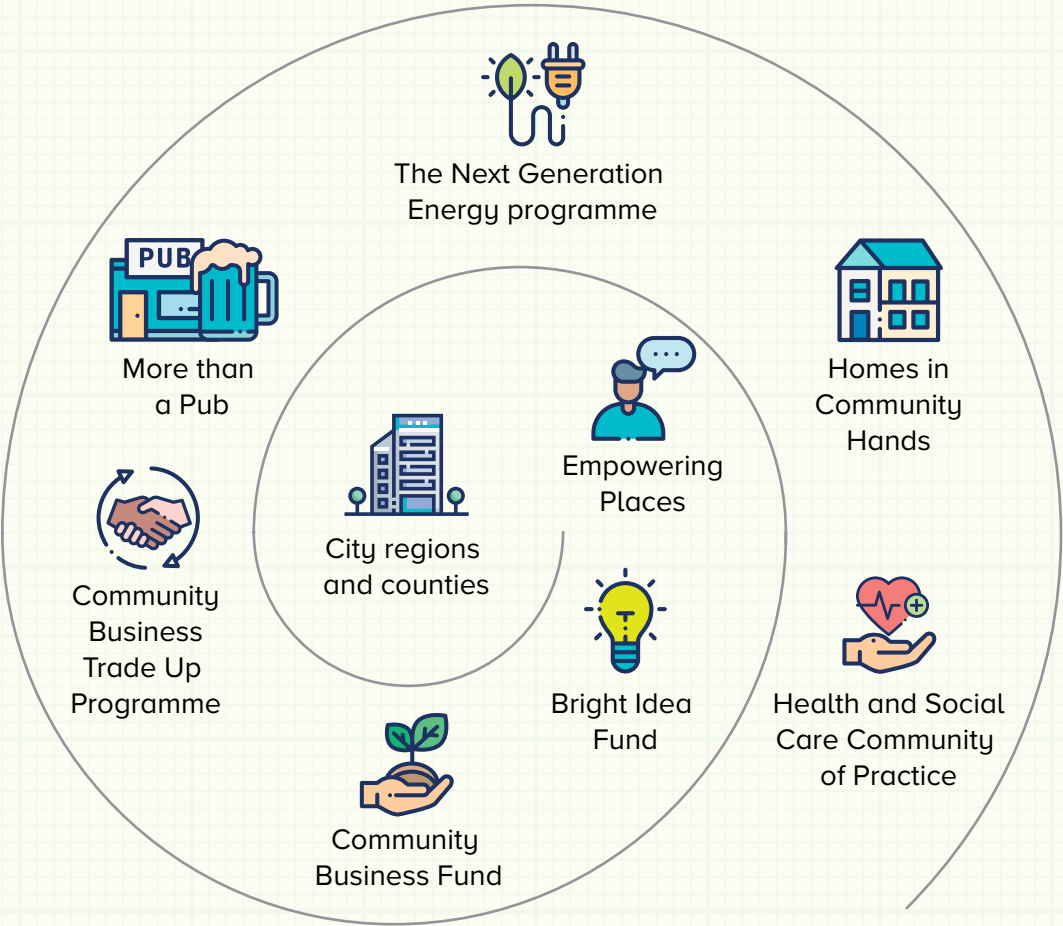 The Next Generation
Energy programme
PUB
More than
a Pub
Homes in
Community
Hands
Empowering
Places
City regions
and counties
Community
Business
Trade Up
Programme
Bright Idea
Fund
Health and Social
Care Community
of Practice
Community
Business Fund